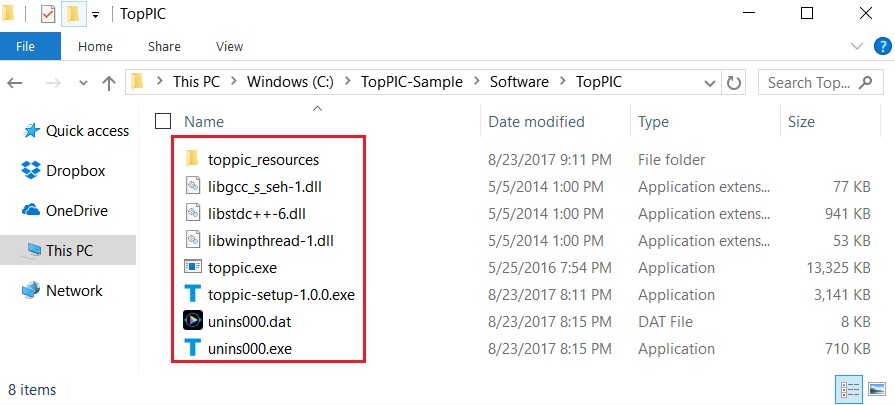 TopPIC
File Home Share View
This PC Windows (C:) TopPIC-Sample Software TopPIC Search Top...
Name Date modified Type Size
Quick access
Dropbox
OneDrive
This PC
Network
toppic_resources 8/23/2017 9:11 PM File folder
libgcc_s_seh-1.dll 5/5/2014 1:00 PM Application extens... 77 KB
libstdc++-6.dll 5/5/2014 1:00 PM Application extens... 941 KB
libwinpthread-1.dll 5/5/2014 1:00 PM Application extens... 53 KB
toppic.exe 5/25/2016 7:54 PM Application 13,325 KB
toppic-setup-1.0.0.exe 8/23/2017 8:11 PM Application 3,141 KB
unins000.dat 8/23/2017 8:15 PM DAT File 8 KB
unins000.exe 8/23/2017 8:15 PM Application 710 KB
8 items